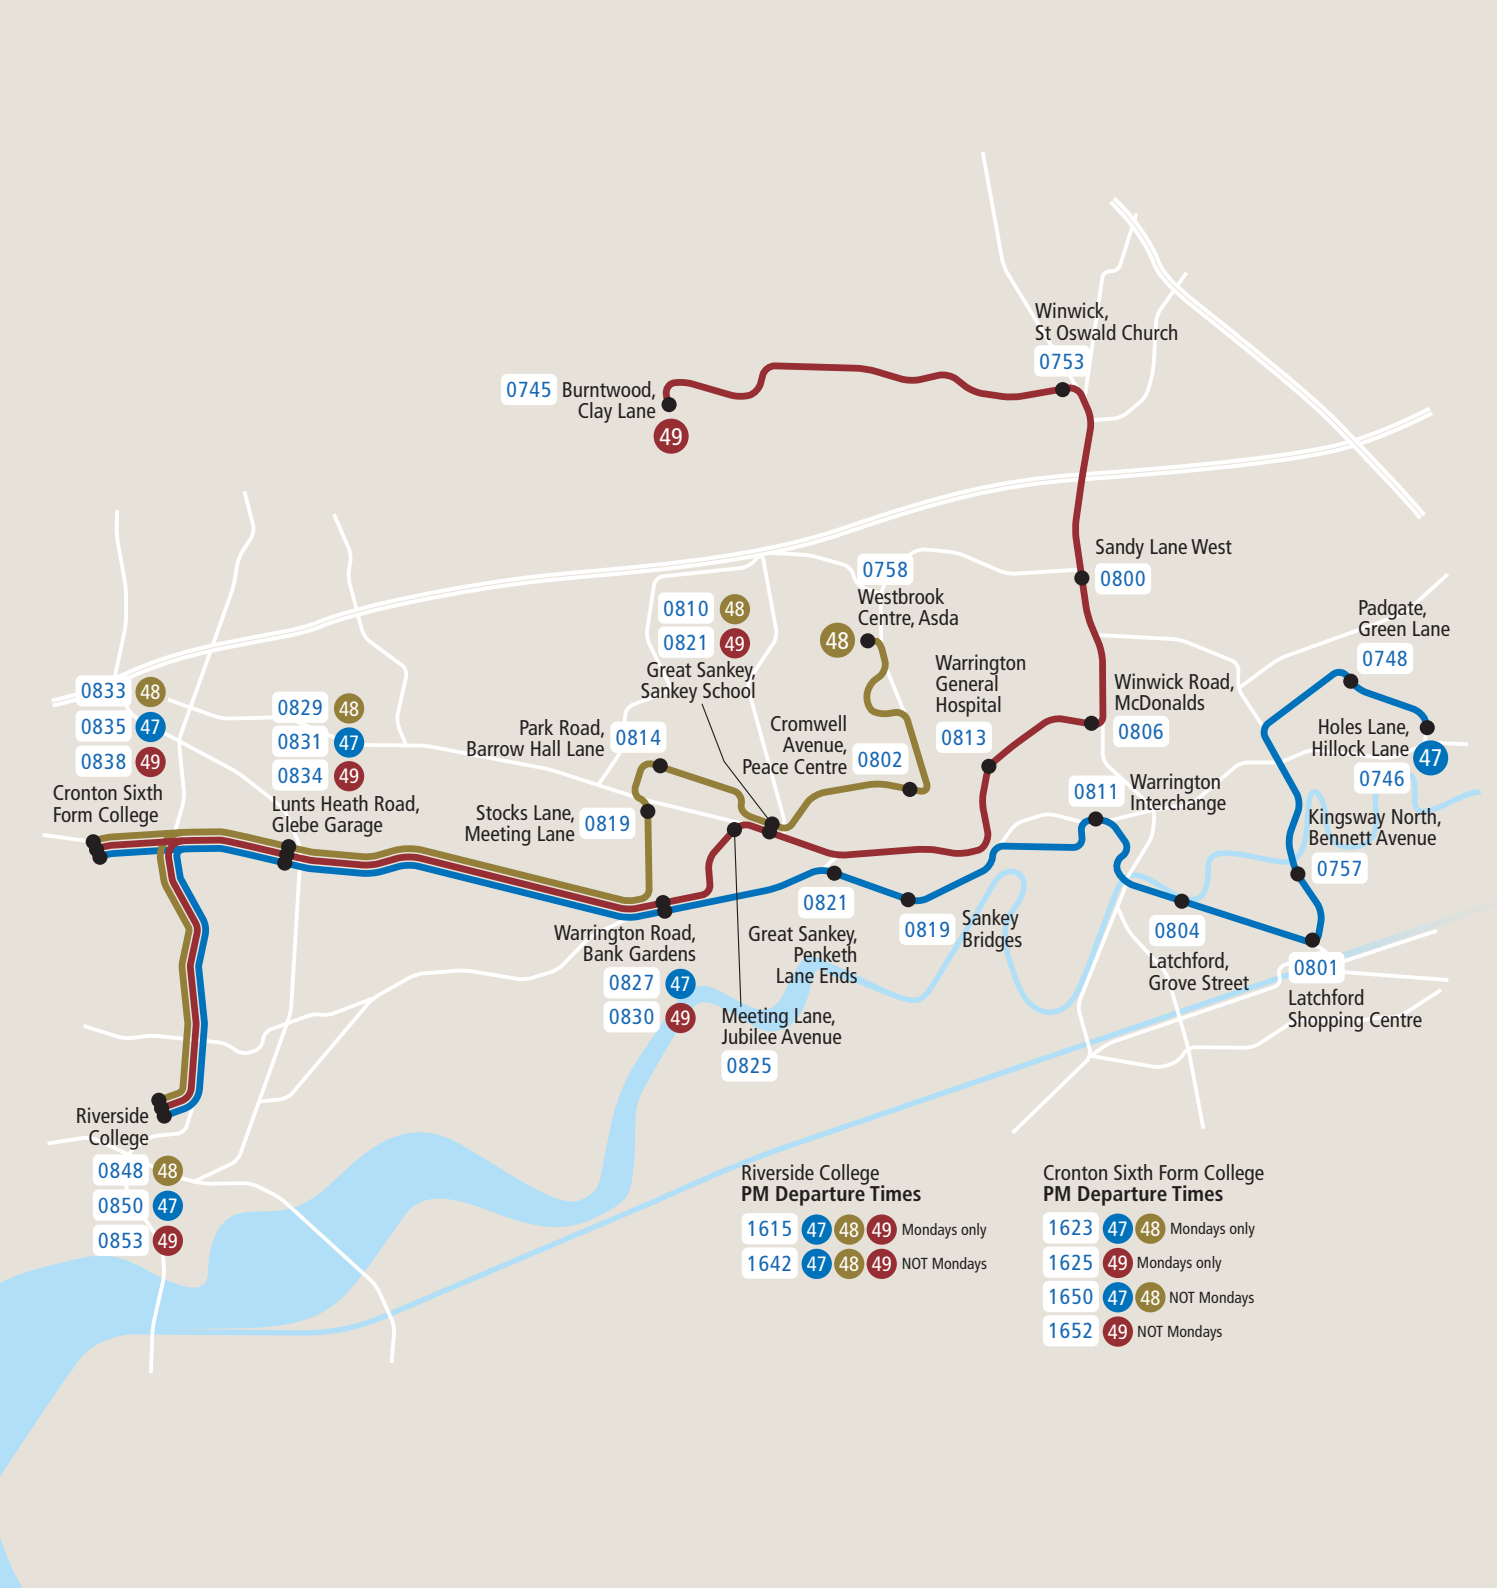 Winwick,
St Oswald Church
0753
0745 Burntwood,
Clay Lane
49
Sandy Lane West
0800
0758
Westbrook
Centre, Asda
48
0810 48
0821 49
Great Sankey,
Sankey School
Padgate,
Green Lane
0748
Warrington
General
Hospital
0813
Winwick Road,
McDonalds
0806
0833 48
0835 47
0838 49
Cronton Sixth
Form College
0829 48
0831 47
0834 49
Lunts Heath Road,
Glebe Garage
Park Road,
Barrow Hall Lane
0814
Cromwell
Avenue,
Peace Centre
0802
Holes Lane,
Hillock Lane
47
0746
Stocks Lane,
Meeting Lane
0819
0811
Warrington
Interchange
Kingsway North,
Bennett Avenue
0757
0821
Great Sankey,
Penketh
Lane Ends
0819
Sankey
Bridges
0804
Latchford,
Grove Street
0801
Latchford
Shopping Centre
Warrington Road,
Bank Gardens
0827 47
0830 49
Meeting Lane,
Jubilee Avenue
0825
Riverside
College
0848 48
0850 47
0853 49
Riverside College
PM Departure Times
1615 47 48 49 Mondays only
1642 47 48 49 NOT Mondays
Cronton Sixth Form College
PM Departure Times
1623 47 48 Mondays only
1625 49 Mondays only
1650 47 48 NOT Mondays
1652 49 NOT Mondays